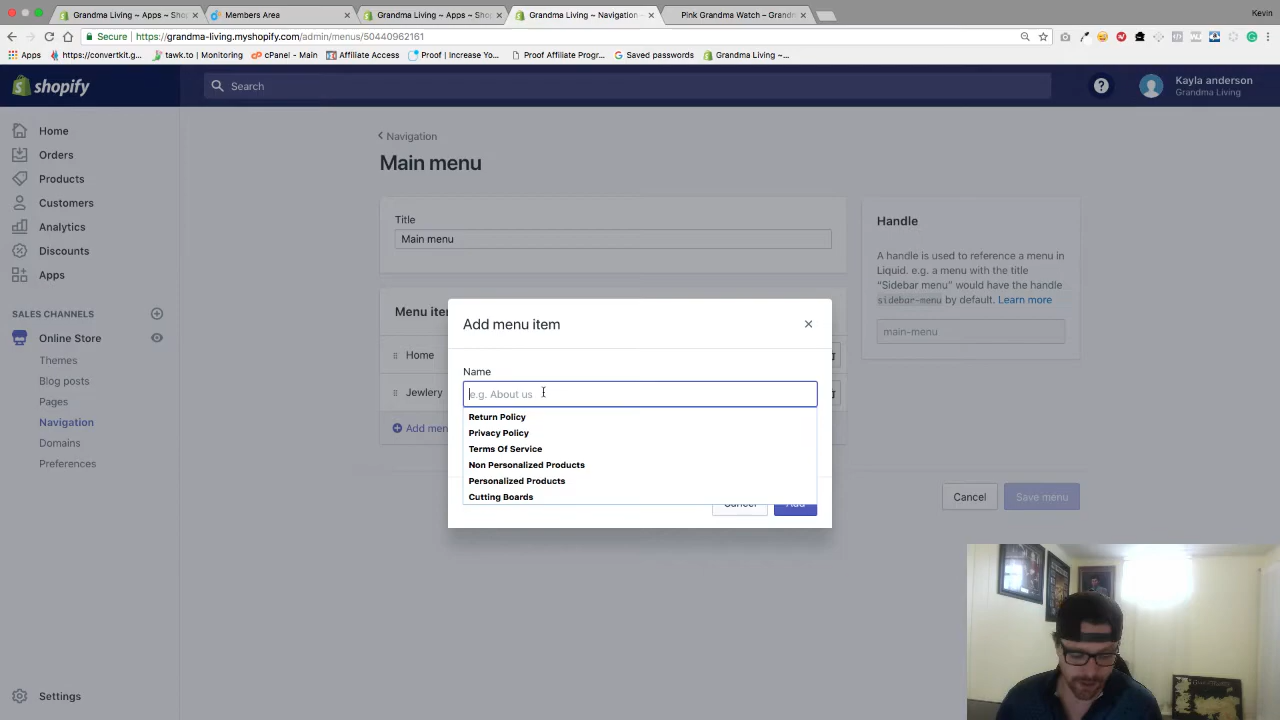 Grandma Living ~ Apps ~ Shop
Members Area
Grandma Living ~ Apps ~ Shop
Grandma Living ~ Navigation ~
Pink Grandma Watch – Grandm
Kevin
Secure
https://grandma-living.myshopify.com/admin/menus/50440962161
Apps
https://convertkit.g...
tawk.to | Monitoring
cPanel - Main
Affiliate Access
Proof | Increase Yo...
Proof Affiliate Progr...
Saved passwords
Grandma Living ~...
shopify
Search
Kayla anderson
Grandma Living
Home
Orders
Products
Customers
Analytics
Discounts
Apps
SALES CHANNELS
Online Store
Themes
Blog posts
Pages
Navigation
Domains
Preferences
Settings
Navigation
Main menu
Title
Main menu
Menu iter
Home
Jewlery
Add men
Handle
A handle is used to reference a menu in
Liquid. e.g. a menu with the title
“Sidebar menu” would have the handle
sidebar-menu by default. Learn more
main-menu
Add menu item
Name
e.g. About us
Return Policy
Privacy Policy
Terms Of Service
Non Personalized Products
Personalized Products
Cutting Boards
Cancel
Add
Cancel
Save menu